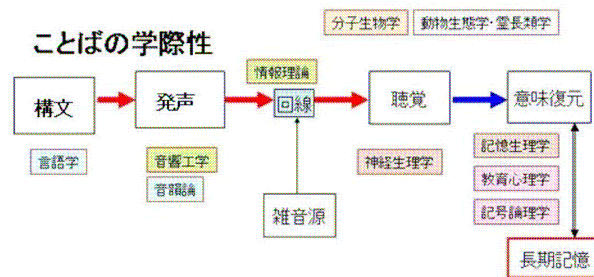 分子生物学
動物生態学・霊長類学
ことばの学際性
情報理論
構文
発声
回線
聴覚
意味復元
言語学
音響工学
音韻論
神経生理学
記憶生理学
教育心理学
記号論理学
雑音源
長期記憶